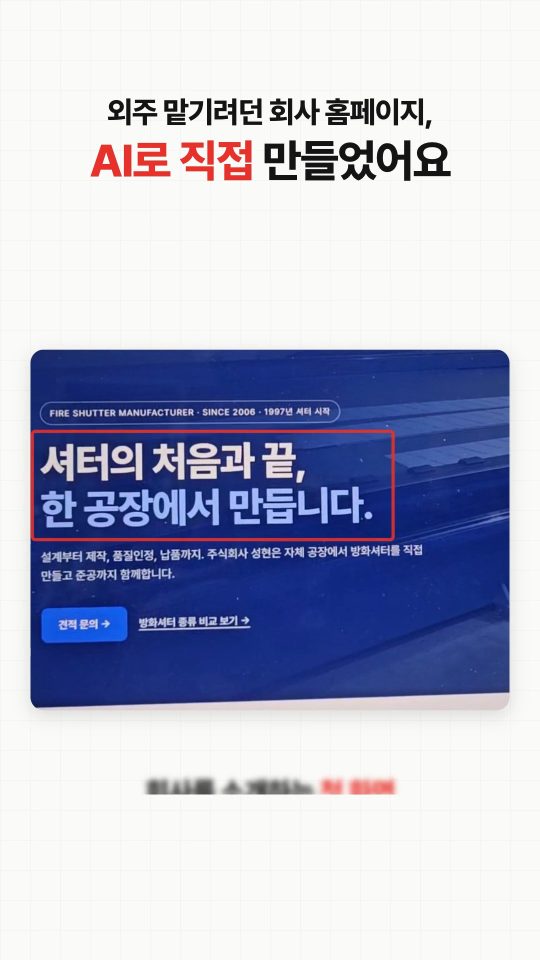 외주 맡기려던 회사 홈페이지,
AI로 직접 만들었어요
FIRE SHUTTER MANUFACTURER · SINCE 2006 · 1997년 셔터 시작
셔터의 처음과 끝,
한 공장에서 만듭니다.
설계부터 제작, 품질인정, 납품까지. 주식회사 성현은 자체 공장에서 방화셔터를 직접
만들고 준공까지 함께합니다.
견적 문의 →
방화셔터 종류 비교 보기 →